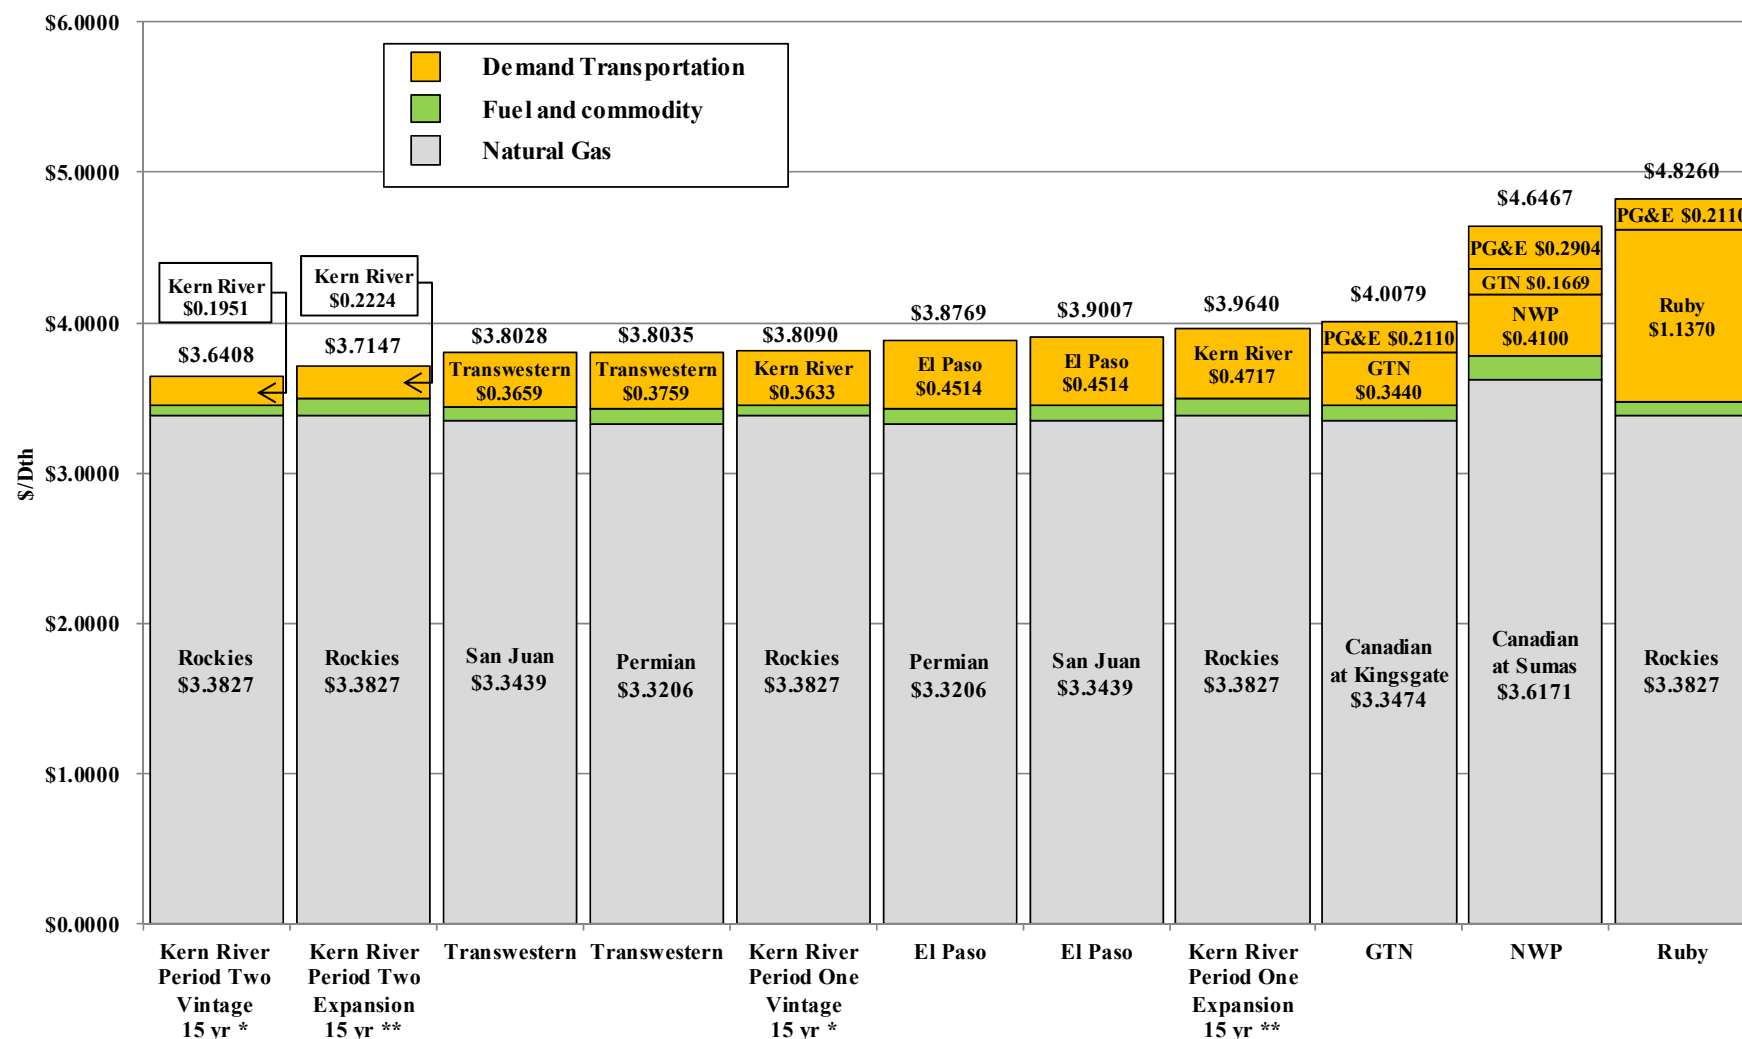 $6.0000
$5.0000
$4.0000
$3.0000
$2.0000
$1.0000
$0.0000
$/Dth
Demand Transportation
Fuel and commodity
Natural Gas
Kern River
$0.1951
$3.6408
Rockies
$3.3827
Kern River
Period Two
Vintage
15 yr *
Kern River
$0.2224
$3.7147
Rockies
$3.3827
Kern River
Period Two
Expansion
15 yr **
$3.8028
Transwestern
$0.3659
San Juan
$3.3439
Transwestern
$3.8035
Transwestern
$0.3759
Permian
$3.3206
Transwestern
$3.8090
Kern River
$0.3633
Rockies
$3.3827
Kern River
Period One
Vintage
15 yr *
$3.8769
El Paso
$0.4514
Permian
$3.3206
El Paso
$3.9007
El Paso
$0.4514
San Juan
$3.3439
El Paso
$3.9640
Kern River
$0.4717
Rockies
$3.3827
Kern River
Period One
Expansion
15 yr **
$4.0079
PG&E $0.2110
GTN
$0.3440
Canadian
at Kingsgate
$3.3474
GTN
$4.6467
PG&E $0.2904
GTN $0.1669
NWP
$0.4100
Canadian
at Sumas
$3.6171
NWP
$4.8260
PG&E $0.2110
Ruby
$1.1370
Rockies
$3.3827
Ruby